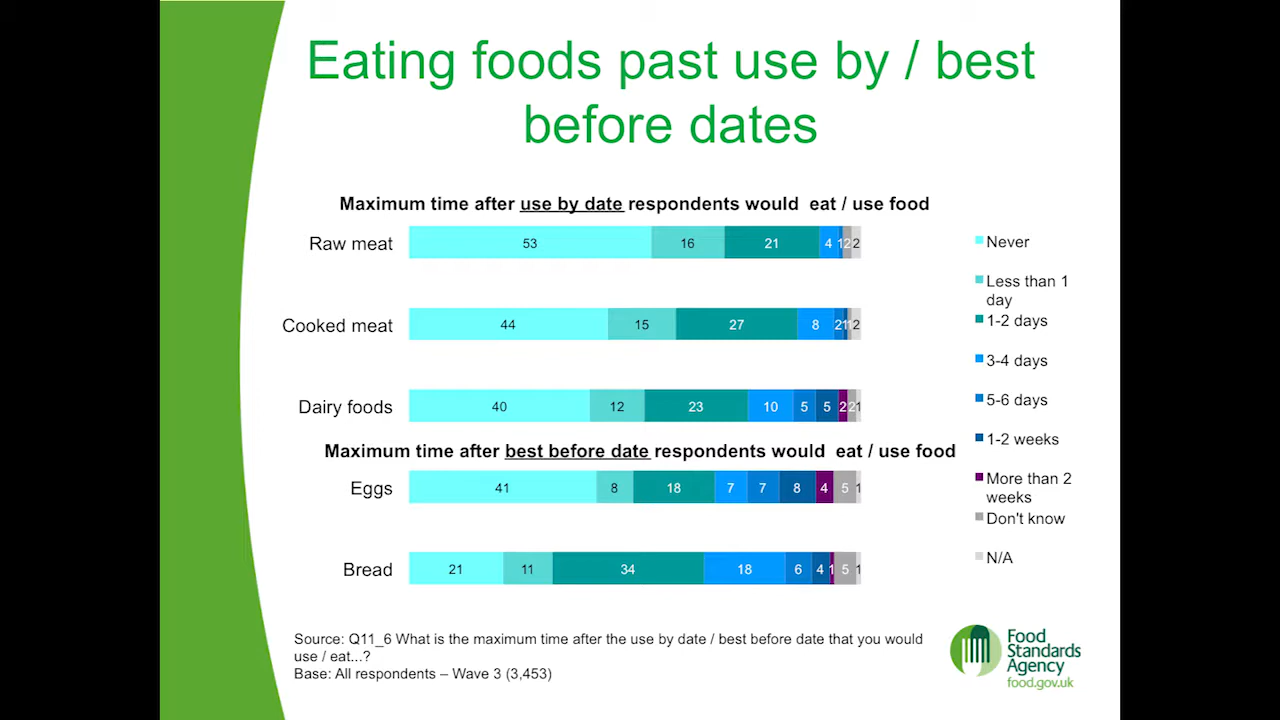 Eating foods past use by / best
before dates
Maximum time after use by date respondents would eat / use food
Raw meat 53 16 21 4 1 2 2
Cooked meat 44 15 27 8 2 1 1 2
Dairy foods 40 12 23 10 5 5 2 2 1
Maximum time after best before date respondents would eat / use food
Eggs 41 8 18 7 7 8 4 5 1
Bread 21 11 34 18 6 4 1 5 1
Never
Less than 1
day
1-2 days
3-4 days
5-6 days
1-2 weeks
More than 2
weeks
Don't know
N/A
Source: Q11_6 What is the maximum time after the use by date / best before date that you would
use / eat...?
Base: All respondents – Wave 3 (3,453)
Food
Standards
Agency
food.gov.uk